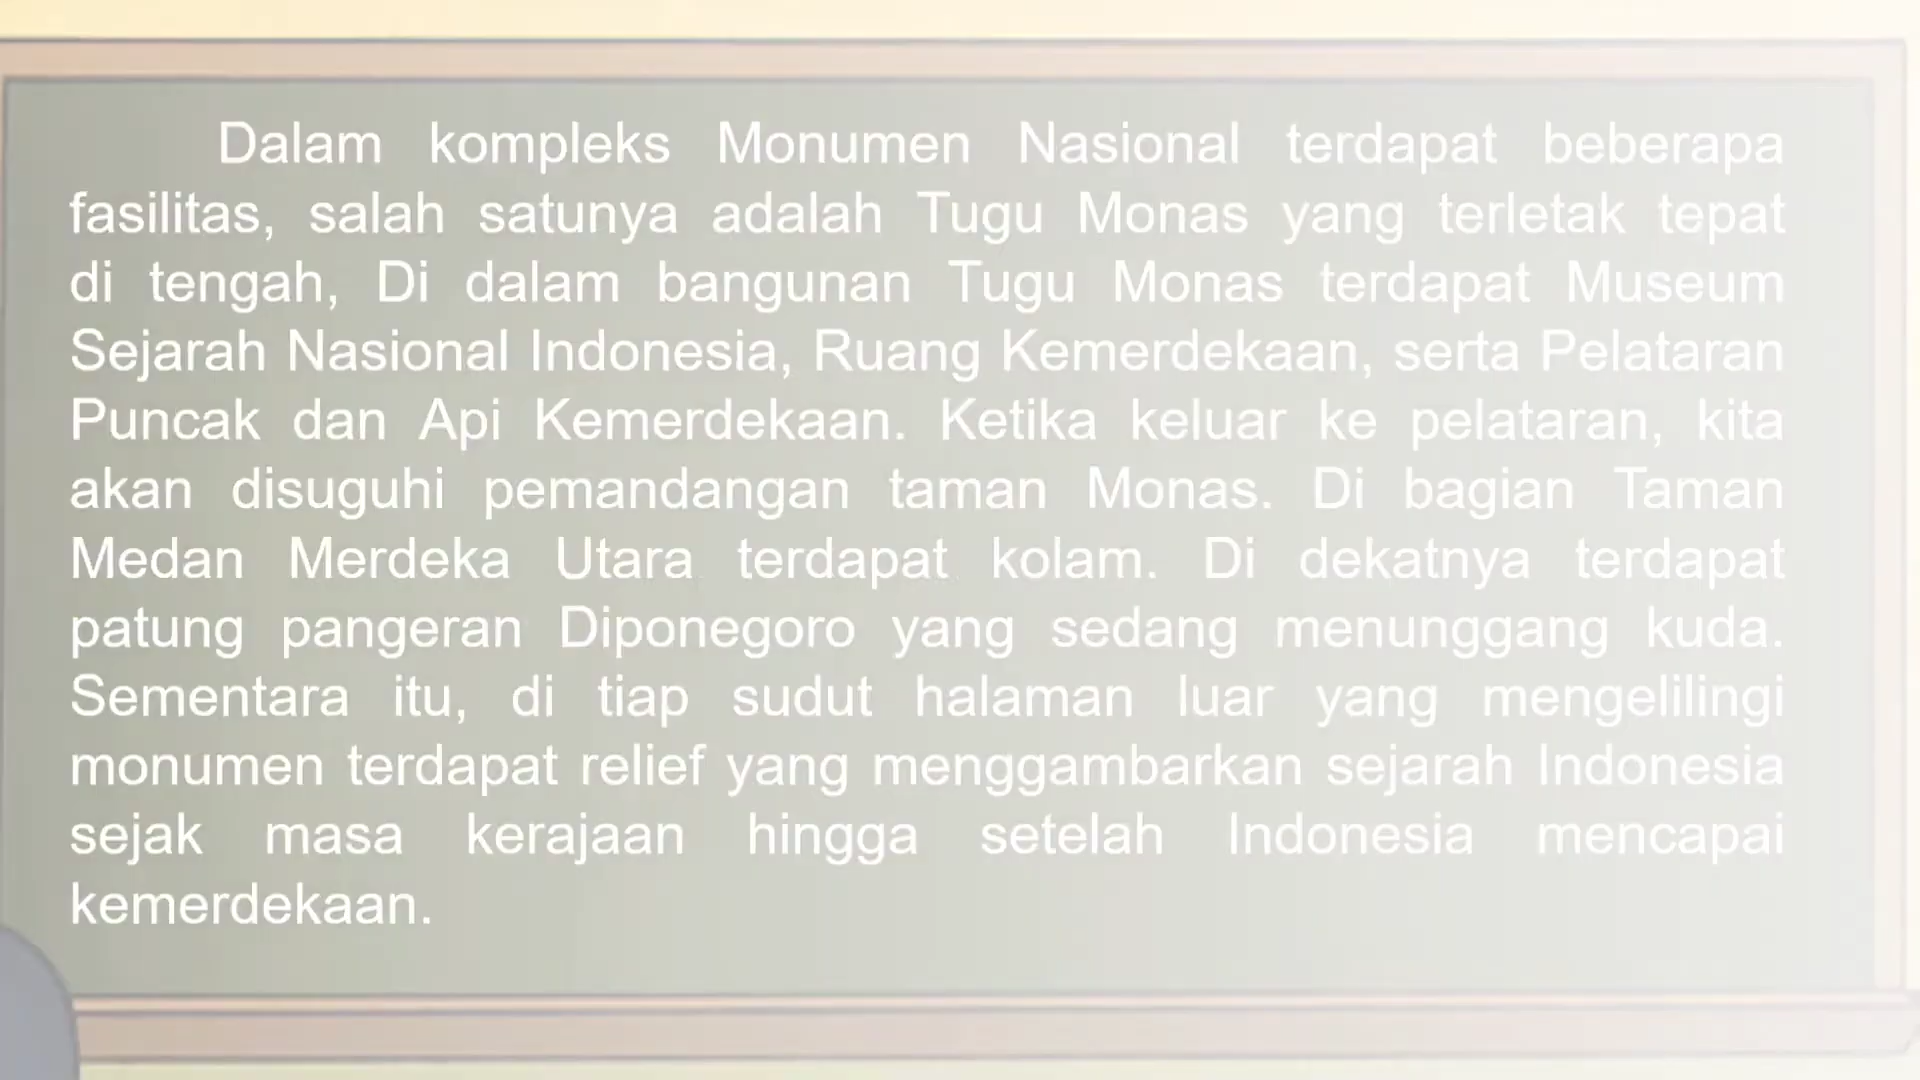 Dalam kompleks Monumen Nasional terdapat beberapa
fasilitas, salah satunya adalah Tugu Monas yang terletak tepat
di tengah, Di dalam bangunan Tugu Monas terdapat Museum
Sejarah Nasional Indonesia, Ruang Kemerdekaan, serta Pelataran
Puncak dan Api Kemerdekaan. Ketika keluar ke pelataran, kita
akan disuguhi pemandangan taman Monas. Di bagian Taman
Medan Merdeka Utara terdapat kolam. Di dekatnya terdapat
patung pangeran Diponegoro yang sedang menunggang kuda.
Sementara itu, di tiap sudut halaman luar yang mengelilingi
monumen terdapat relief yang menggambarkan sejarah Indonesia
sejak masa kerajaan hingga setelah Indonesia mencapai
kemerdekaan.